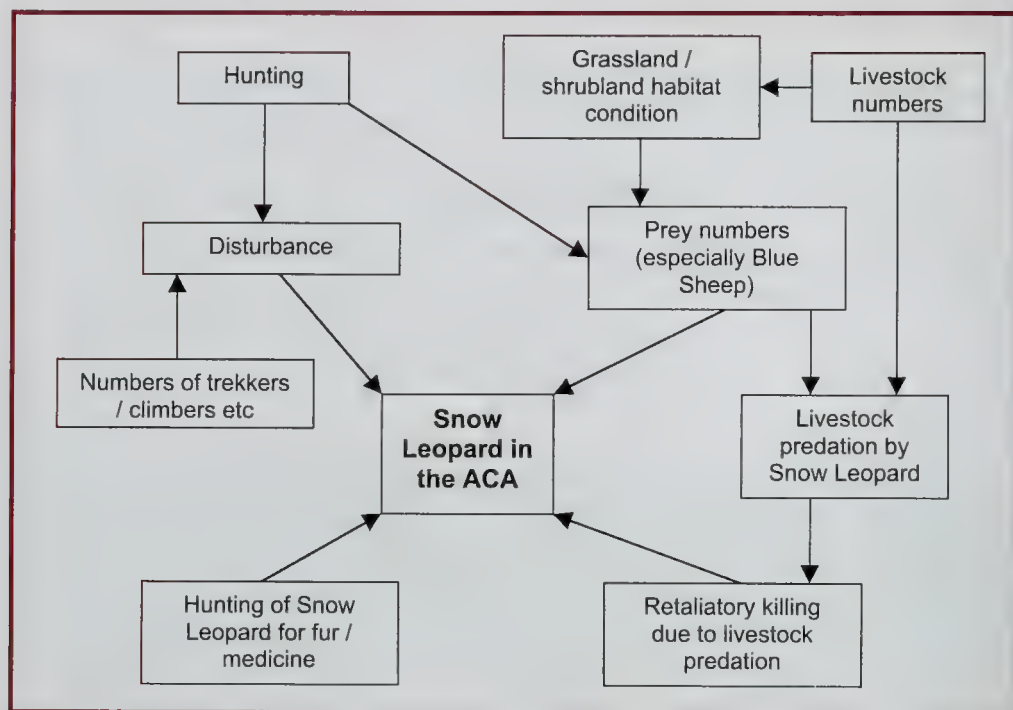 Hunting
Grassland /
shrubland habitat
condition
Livestock
numbers
Disturbance
Prey numbers
(especially Blue
Sheep)
Numbers of trekkers
/ climbers etc
Snow
Leopard in
the ACA
Livestock
predation by
Snow Leopard
Hunting of Snow
Leopard for fur /
medicine
Retaliatory killing
due to livestock
predation